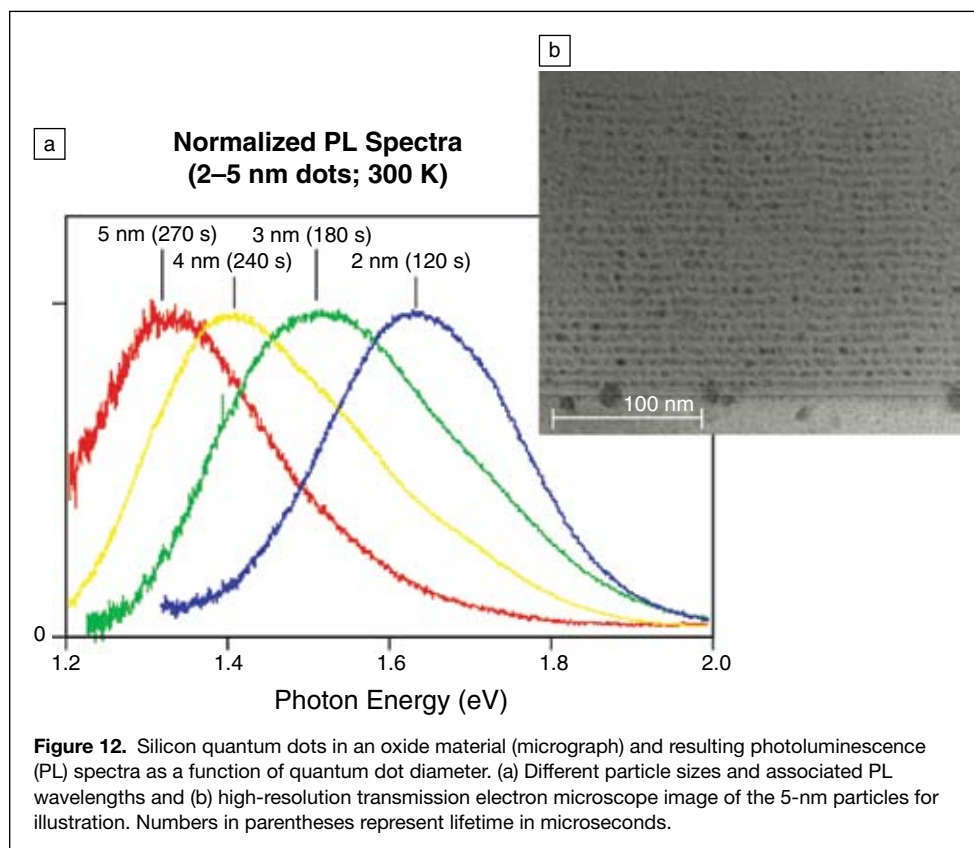 b
a
Normalized PL Spectra
(2–5 nm dots; 300 K)
5 nm (270 s)
3 nm (180 s)
4 nm (240 s)
2 nm (120 s)
100 nm
0
1.2
1.4
1.6
1.8
2.0
Photon Energy (eV)
Figure 12. Silicon quantum dots in an oxide material (micrograph) and resulting photoluminescence
(PL) spectra as a function of quantum dot diameter. (a) Different particle sizes and associated PL
wavelengths and (b) high-resolution transmission electron microscope image of the 5-nm particles for
illustration. Numbers in parentheses represent lifetime in microseconds.